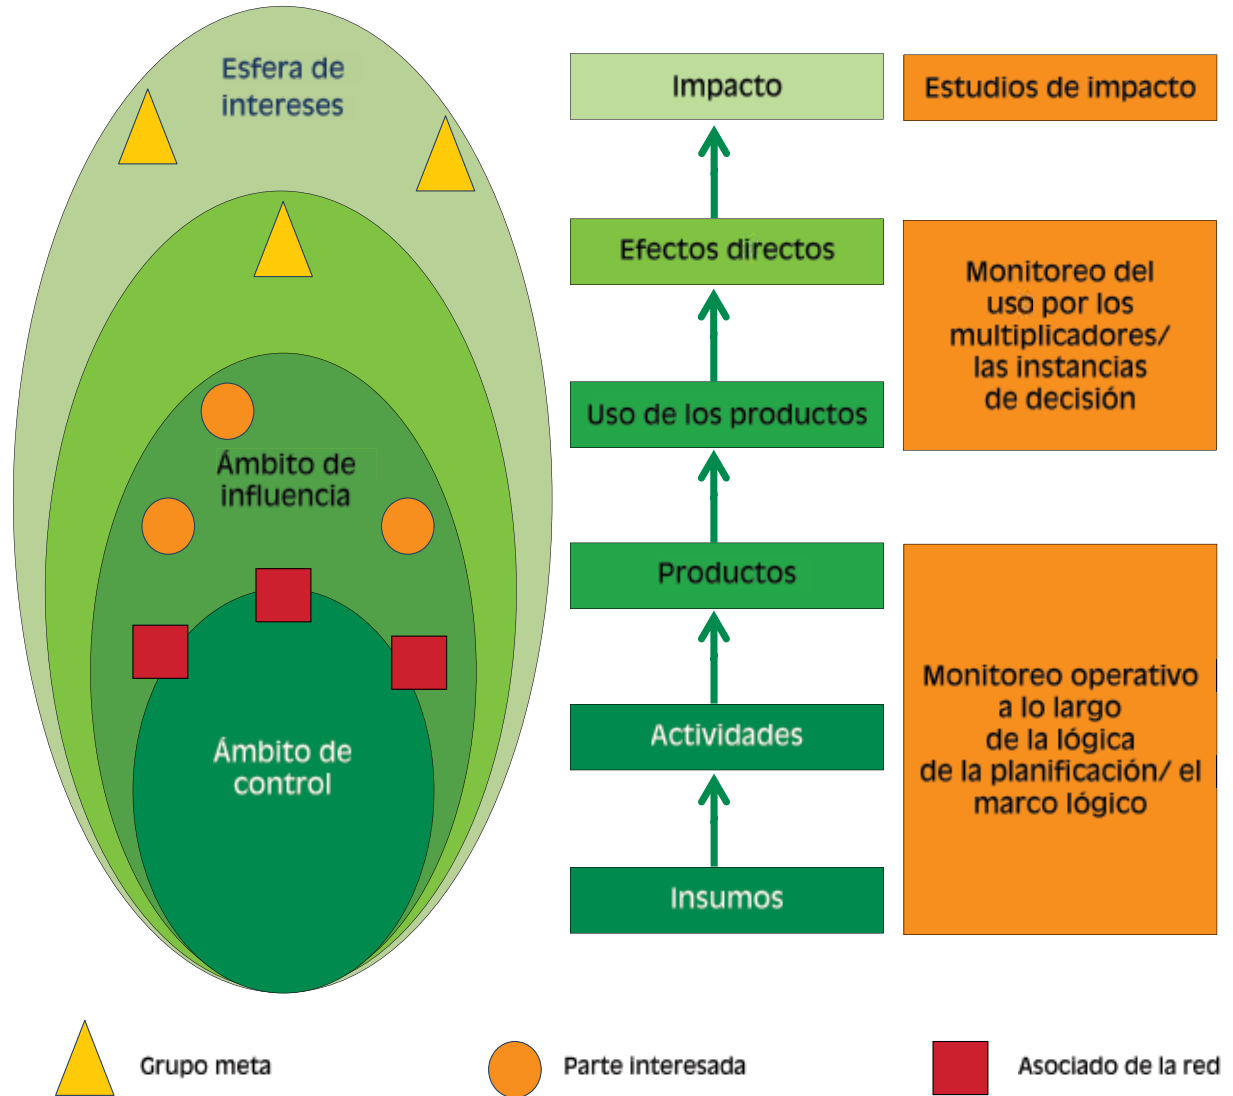 Esfera de
intereses
Ámbito de
influencia
Ámbito de
control
Impacto
Efectos directos
Uso de los productos
Productos
Actividades
Insumos
Estudios de impacto
Monitoreo del
uso por los
multiplicadores/
las instancias
de decisión
Monitoreo operativo
a lo largo
de la lógica
de la planificación/ el
marco lógico
Grupo meta
Parte interesada
Asociado de la red